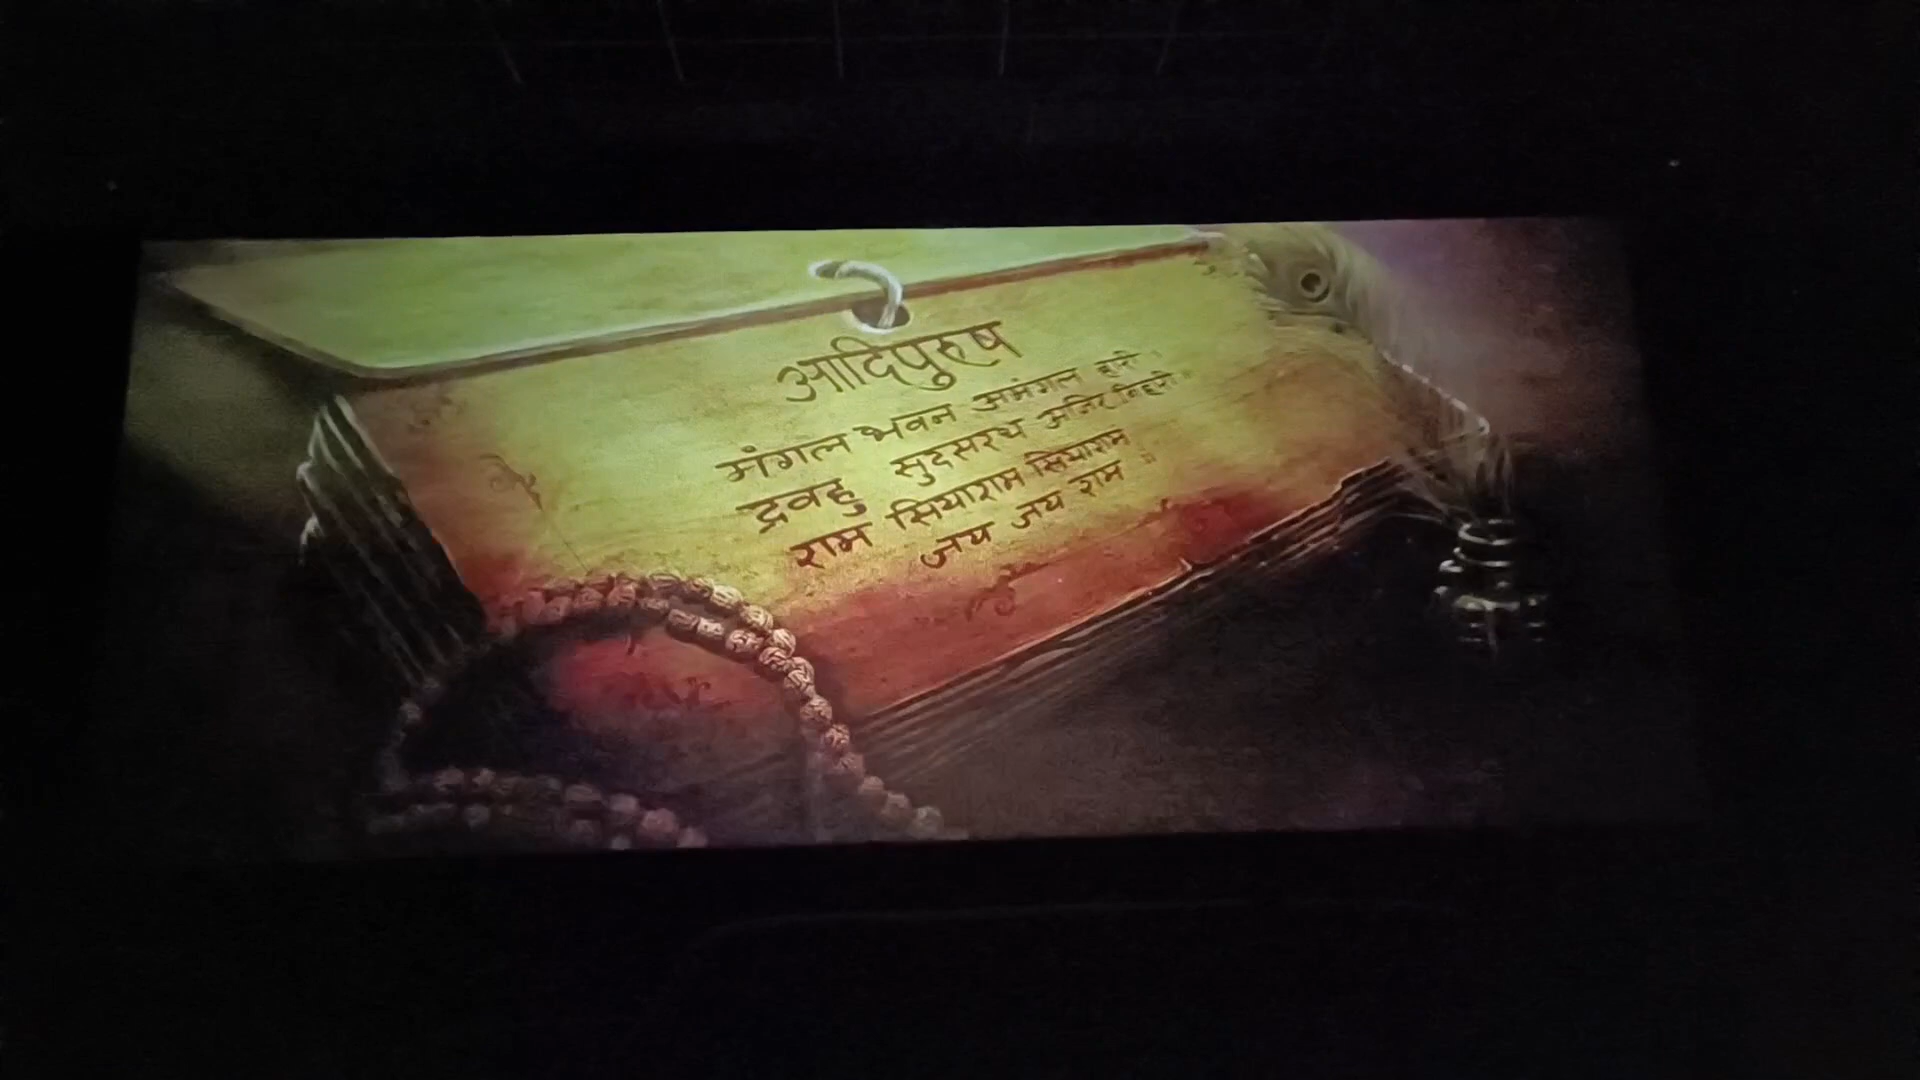 आदिपुरुष
मंगल भवन अमंगल हारी ।
द्रवहु सुदसरथ अजिर बिहारी ॥
राम सियाराम सियाराम
जय जय राम ॥